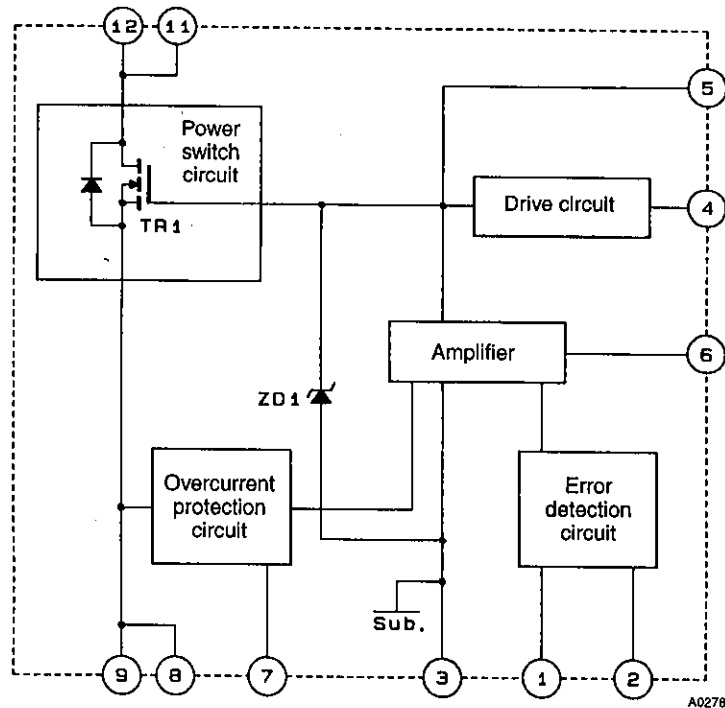 12 11
5
Power
switch
circuit
TR1
Drive circuit
4
Amplifier
6
ZD1
Overcurrent
protection
circuit
Error
detection
circuit
Sub.
9 8 7 3 1 2